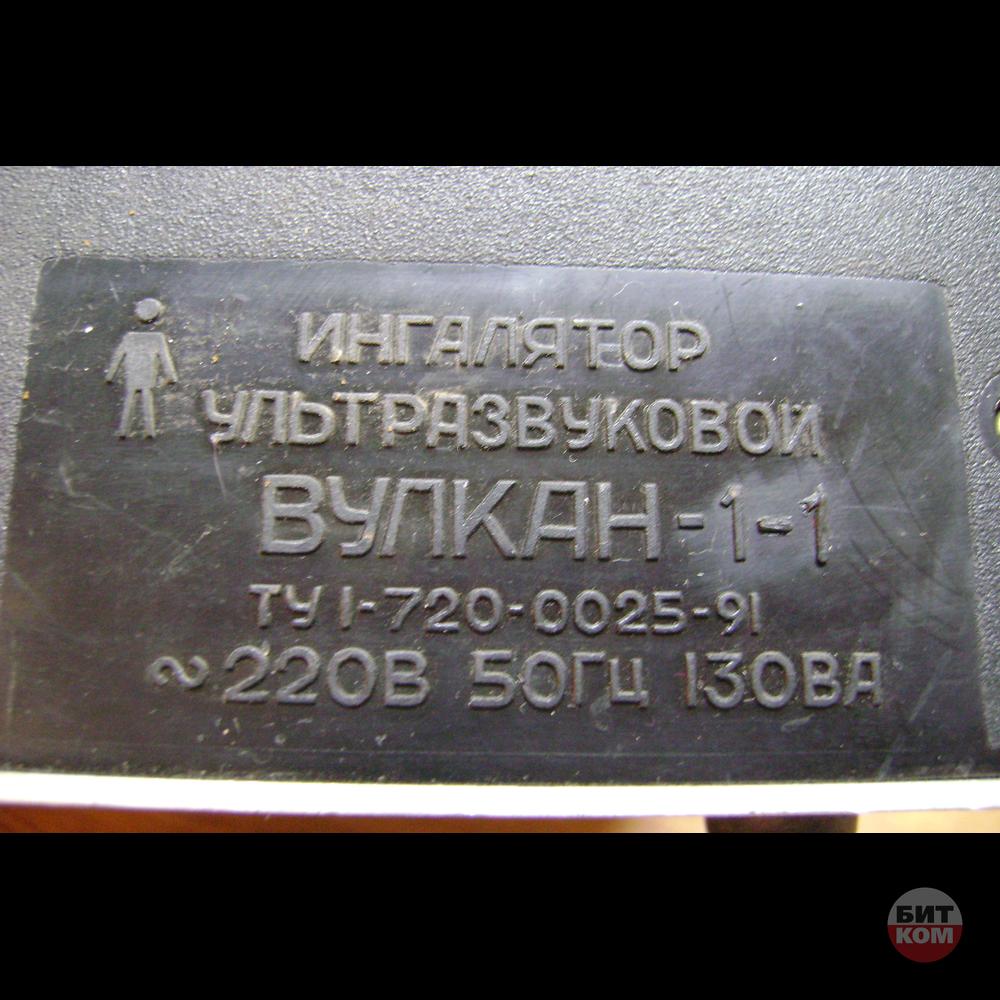 ИНГАЛЯТОР
УЛЬТРАЗВУКОВОЙ
ВУЛКАН-1-1
ТУ 1-720-0025-91
~220В 50Гц 130ВА
БИТ
КОМ